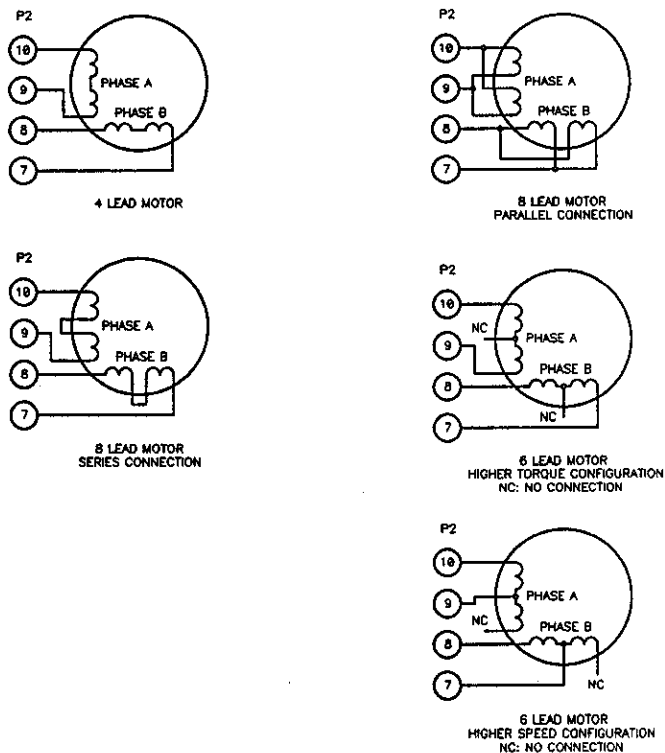 P2
10
9
8
7
PHASE A
PHASE B
4 LEAD MOTOR
P2
10
9
8
7
PHASE A
PHASE B
8 LEAD MOTOR
PARALLEL CONNECTION
P2
10
9
8
7
PHASE A
PHASE B
8 LEAD MOTOR
SERIES CONNECTION
P2
10
9
8
7
NC
PHASE A
PHASE B
NC
6 LEAD MOTOR
HIGHER TORQUE CONFIGURATION
NC: NO CONNECTION
P2
10
9
8
7
PHASE A
NC
PHASE B
NC
6 LEAD MOTOR
HIGHER SPEED CONFIGURATION
NC: NO CONNECTION